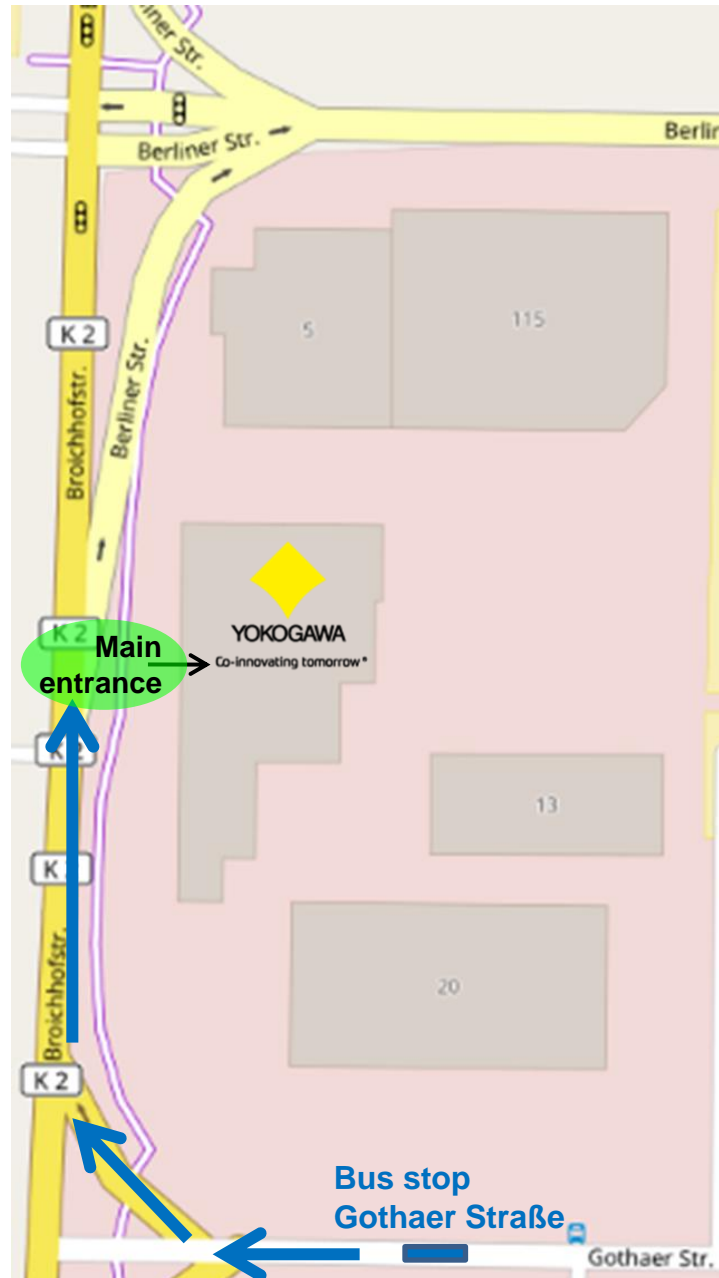 Berliner Str.
Berliner Str.
Berlin
K 2
5
115
Broichhofstr.
Berliner Str.
YOKOGAWA
Co-innovating tomorrow®
K 2
Main
entrance
K 2
13
K 2
Broichhofstr.
20
K 2
Bus stop
Gothaer Straße
Gothaer Str.